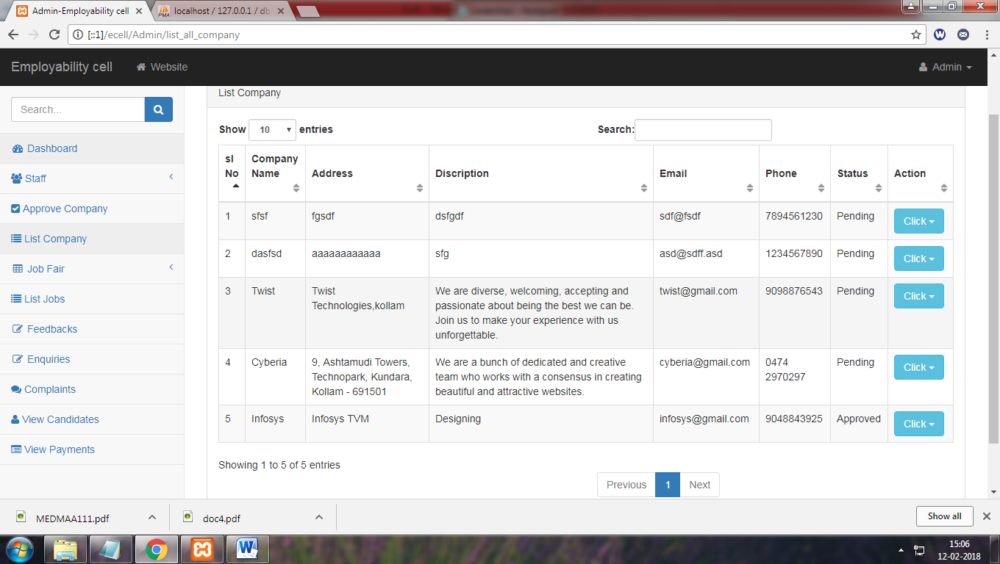 Admin-Employability cell
localhost / 127.0.0.1 / db
[::1]/ecell/Admin/list_all_company
Employability cell
Website
Admin
Search...
Dashboard
Staff
Approve Company
List Company
Job Fair
List Jobs
Feedbacks
Enquiries
Complaints
View Candidates
View Payments
List Company
Show 10 entries
Search:
sl No Company Name Address Discription Email Phone Status Action
1 sfsf fgsdf dsfgdf sdf@fsdf 7894561230 Pending Click
2 dasfsd aaaaaaaaaaaa sfg asd@sdff.asd 1234567890 Pending Click
3 Twist Twist We are diverse, welcoming, accepting and twist@gmail.com 9098876543 Pending Click
Technologies,kollam passionate about being the best we can be.
Join us to make your experience with us
unforgettable.
4 Cyberia 9, Ashtamudi Towers, We are a bunch of dedicated and creative cyberia@gmail.com 0474 Pending Click
Technopark, Kundara, team who works with a consensus in creating 2970297
Kollam - 691501 beautiful and attractive websites.
5 Infosys Infosys TVM Designing infosys@gmail.com 9048843925 Approved Click
Showing 1 to 5 of 5 entries
Previous 1 Next
MEDMAA111.pdf
doc4.pdf
Show all
15:06
12-02-2018